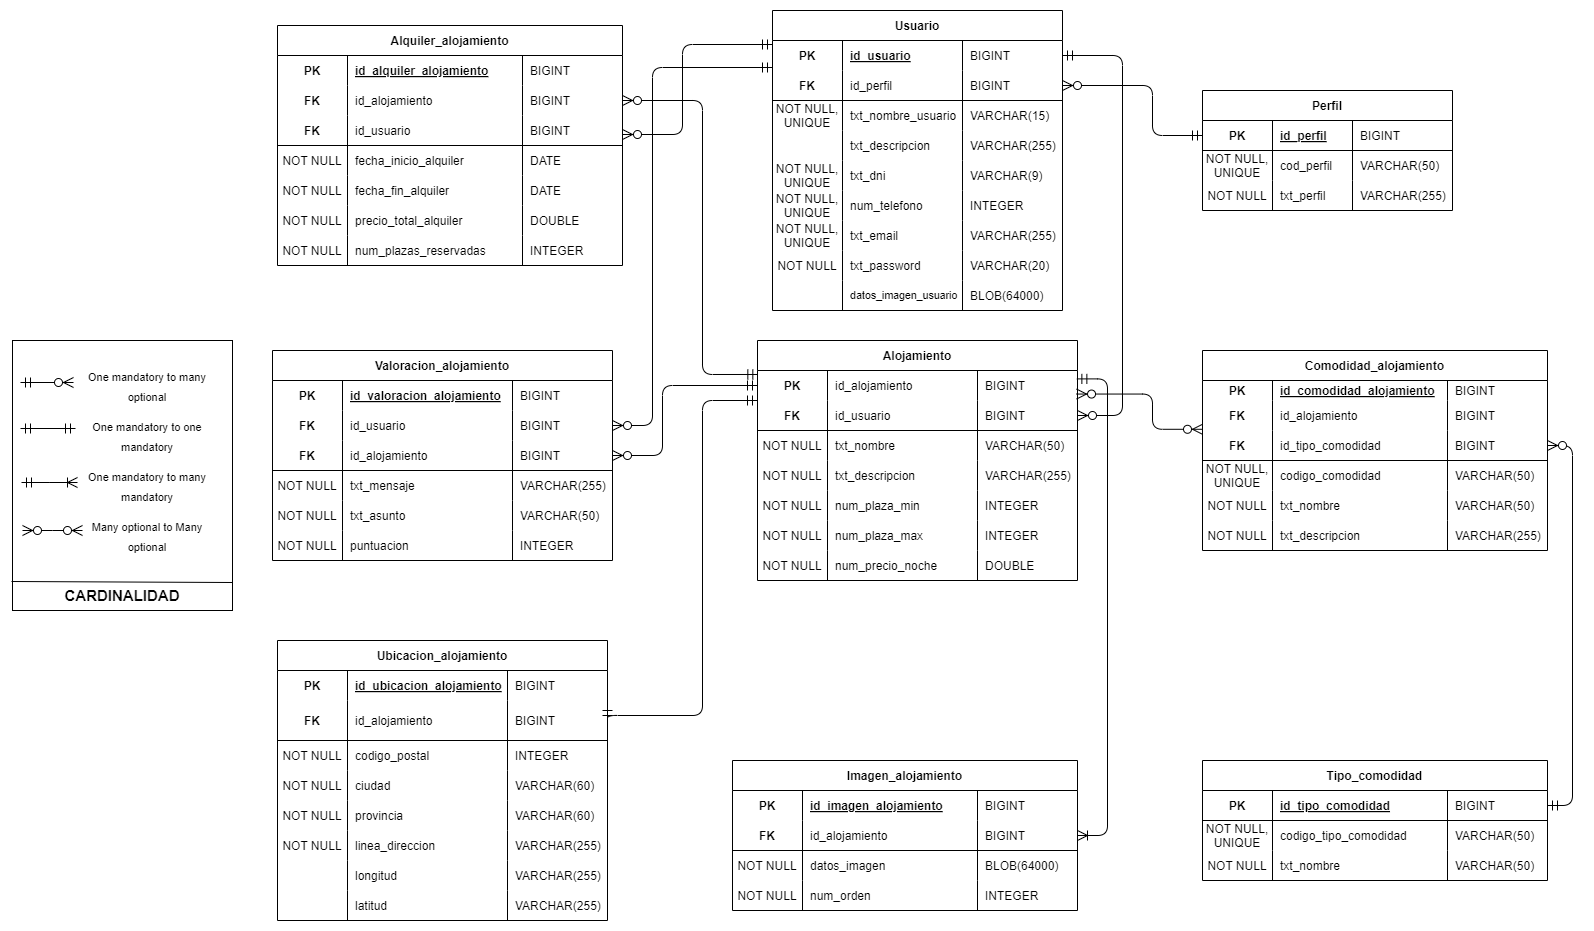 Alquiler_alojamiento
PK id_alquiler_alojamiento BIGINT
FK id_alojamiento BIGINT
FK id_usuario BIGINT
NOT NULL fecha_inicio_alquiler DATE
NOT NULL fecha_fin_alquiler DATE
NOT NULL precio_total_alquiler DOUBLE
NOT NULL num_plazas_reservadas INTEGER
Usuario
PK id_usuario BIGINT
FK id_perfil BIGINT
NOT NULL,
UNIQUE txt_nombre_usuario VARCHAR(15)
txt_descripcion VARCHAR(255)
NOT NULL,
UNIQUE txt_dni VARCHAR(9)
NOT NULL,
UNIQUE num_telefono INTEGER
NOT NULL,
UNIQUE txt_email VARCHAR(255)
NOT NULL txt_password VARCHAR(20)
datos_imagen_usuario BLOB(64000)
Perfil
PK id_perfil BIGINT
NOT NULL,
UNIQUE cod_perfil VARCHAR(50)
NOT NULL txt_perfil VARCHAR(255)
One mandatory to many
optional
One mandatory to one
mandatory
One mandatory to many
mandatory
Many optional to Many
optional
CARDINALIDAD
Valoracion_alojamiento
PK id_valoracion_alojamiento BIGINT
FK id_usuario BIGINT
FK id_alojamiento BIGINT
NOT NULL txt_mensaje VARCHAR(255)
NOT NULL txt_asunto VARCHAR(50)
NOT NULL puntuacion INTEGER
Alojamiento
PK id_alojamiento BIGINT
FK id_usuario BIGINT
NOT NULL txt_nombre VARCHAR(50)
NOT NULL txt_descripcion VARCHAR(255)
NOT NULL num_plaza_min INTEGER
NOT NULL num_plaza_max INTEGER
NOT NULL num_precio_noche DOUBLE
Comodidad_alojamiento
PK id_comodidad_alojamiento BIGINT
FK id_alojamiento BIGINT
FK id_tipo_comodidad BIGINT
NOT NULL,
UNIQUE codigo_comodidad VARCHAR(50)
NOT NULL txt_nombre VARCHAR(50)
NOT NULL txt_descripcion VARCHAR(255)
Ubicacion_alojamiento
PK id_ubicacion_alojamiento BIGINT
FK id_alojamiento BIGINT
NOT NULL codigo_postal INTEGER
NOT NULL ciudad VARCHAR(60)
NOT NULL provincia VARCHAR(60)
NOT NULL linea_direccion VARCHAR(255)
longitud VARCHAR(255)
latitud VARCHAR(255)
Imagen_alojamiento
PK id_imagen_alojamiento BIGINT
FK id_alojamiento BIGINT
NOT NULL datos_imagen BLOB(64000)
NOT NULL num_orden INTEGER
Tipo_comodidad
PK id_tipo_comodidad BIGINT
NOT NULL,
UNIQUE codigo_tipo_comodidad VARCHAR(50)
NOT NULL txt_nombre VARCHAR(50)